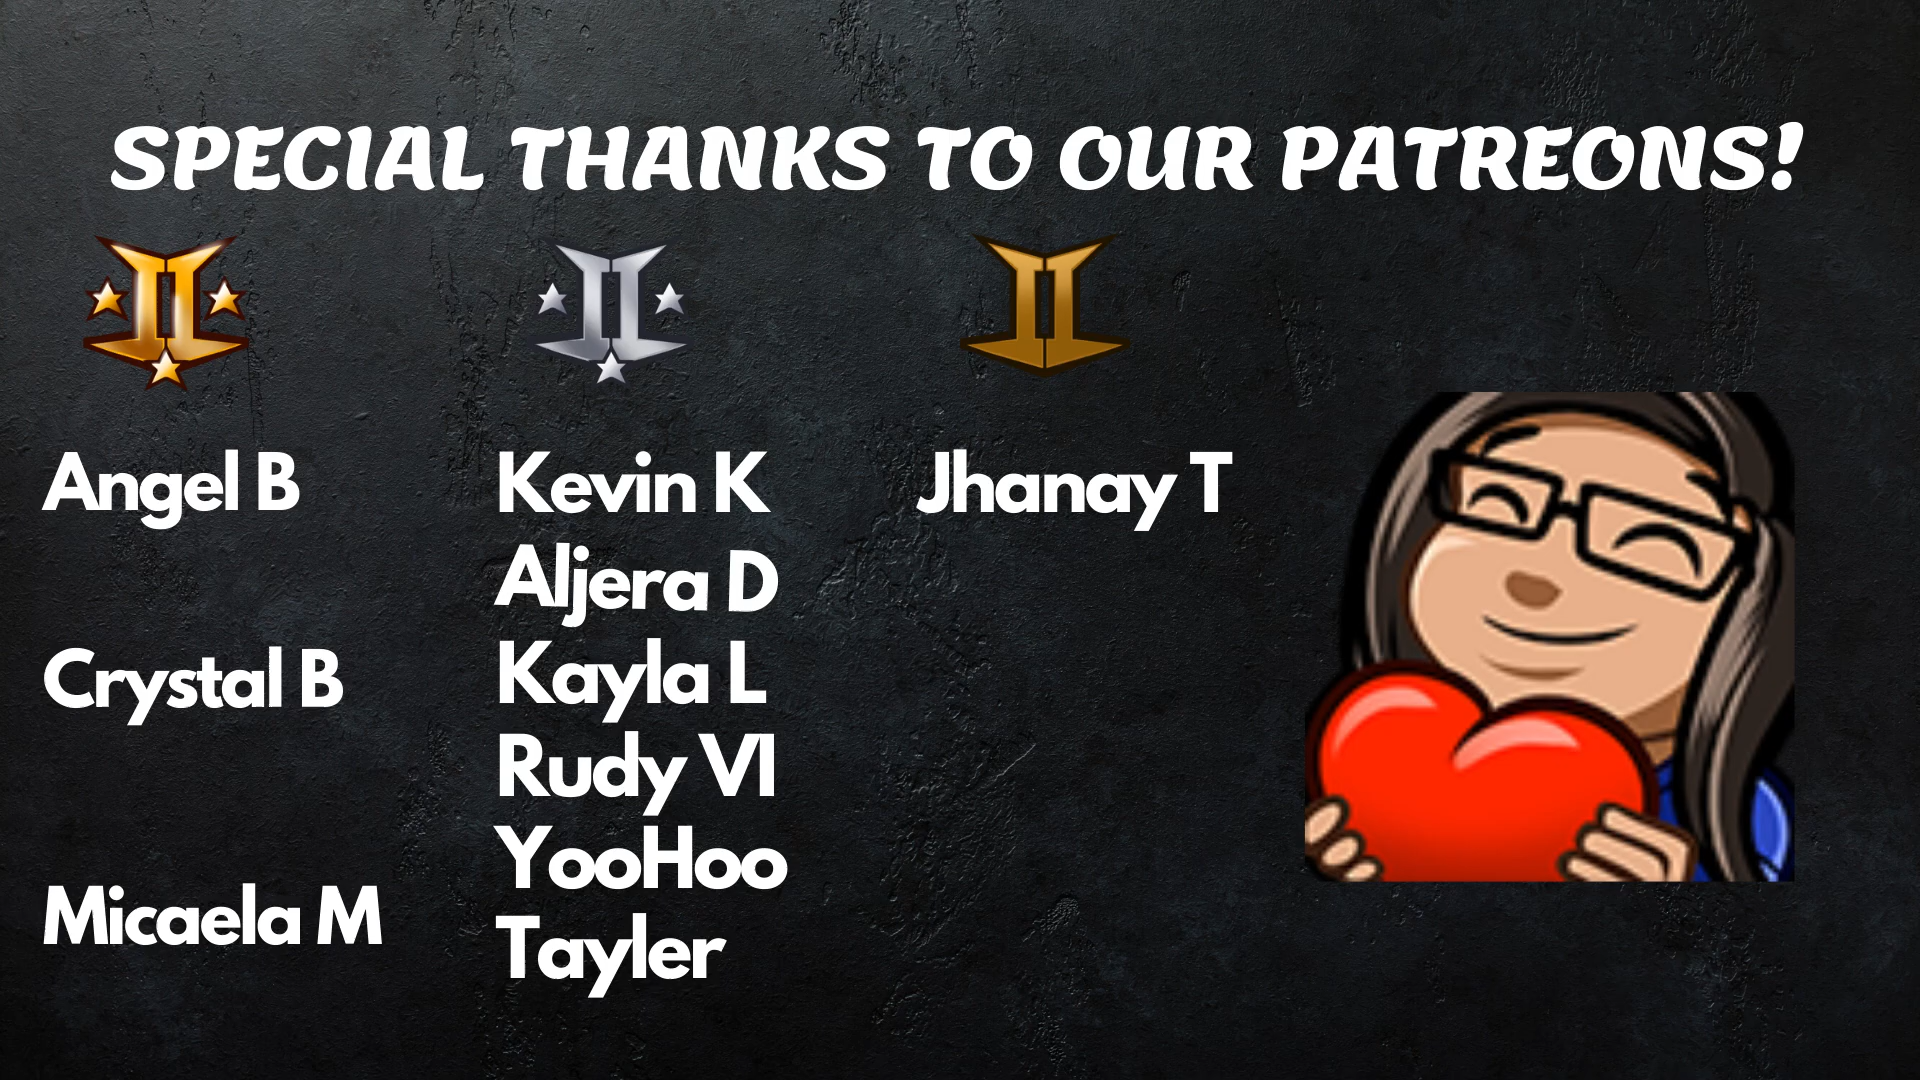 SPECIAL THANKS TO OUR PATREONS!
Angel B
Crystal B
Micaela M
Kevin K
Aljera D
Kayla L
Rudy VI
YooHoo
Tayler
Jhanay T